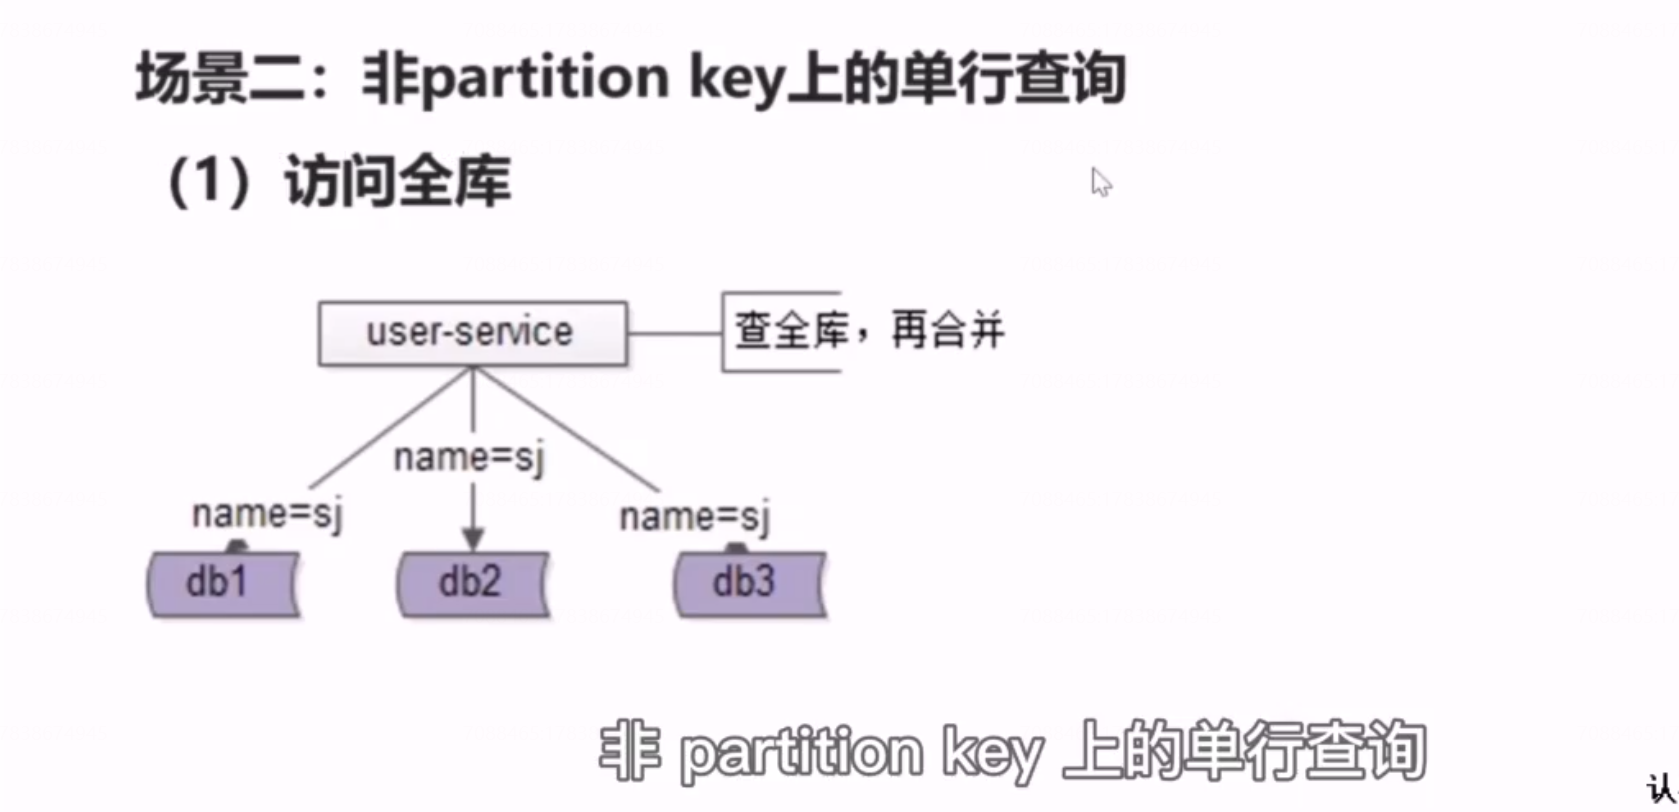 场景二：非partition key上的单行查询
（1）访问全库
user-service
查全库，再合并
name=sj
name=sj
name=sj
db1
db2
db3
非 partition key 上的单行查询
认